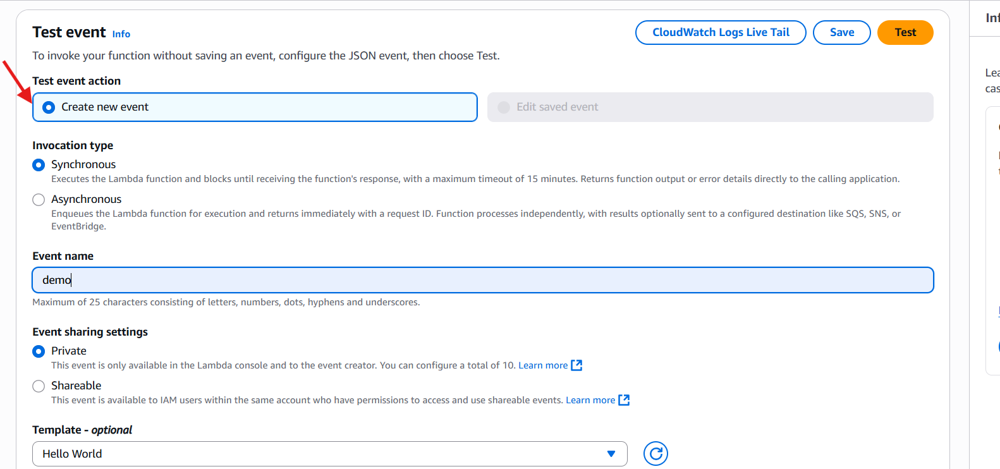 Test event Info
CloudWatch Logs Live Tail
Save
Test
To invoke your function without saving an event, configure the JSON event, then choose Test.
Test event action
Create new event
Edit saved event
Invocation type
Synchronous
Executes the Lambda function and blocks until receiving the function's response, with a maximum timeout of 15 minutes. Returns function output or error details directly to the calling application.
Asynchronous
Enqueues the Lambda function for execution and returns immediately with a request ID. Function processes independently, with results optionally sent to a configured destination like SQS, SNS, or
EventBridge.
Event name
demo
Maximum of 25 characters consisting of letters, numbers, dots, hyphens and underscores.
Event sharing settings
Private
This event is only available in the Lambda console and to the event creator. You can configure a total of 10. Learn more
Shareable
This event is available to IAM users within the same account who have permissions to access and use shareable events. Learn more
Template - optional
Hello World